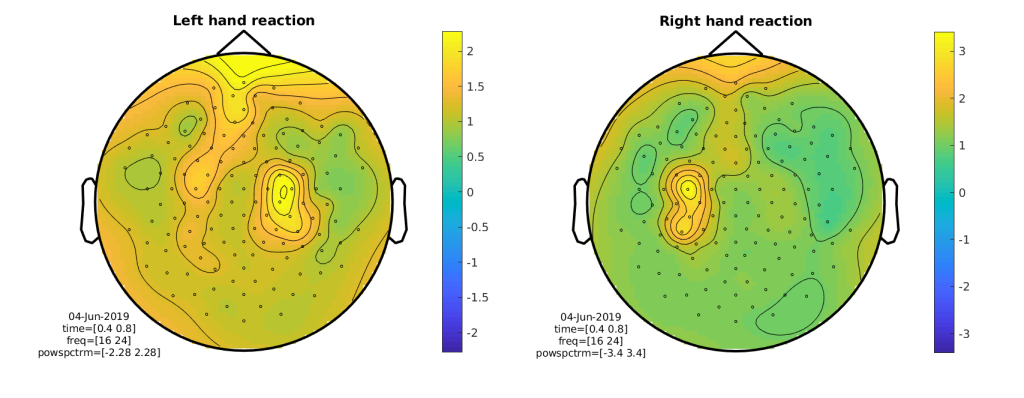 Left hand reaction
2
1.5
1
0.5
0
-0.5
-1
-1.5
-2
04-Jun-2019
time=[0.4 0.8]
freq=[16 24]
powspctrm=[-2.28 2.28]
Right hand reaction
3
2
1
0
-1
-2
-3
04-Jun-2019
time=[0.4 0.8]
freq=[16 24]
powspctrm=[-3.4 3.4]